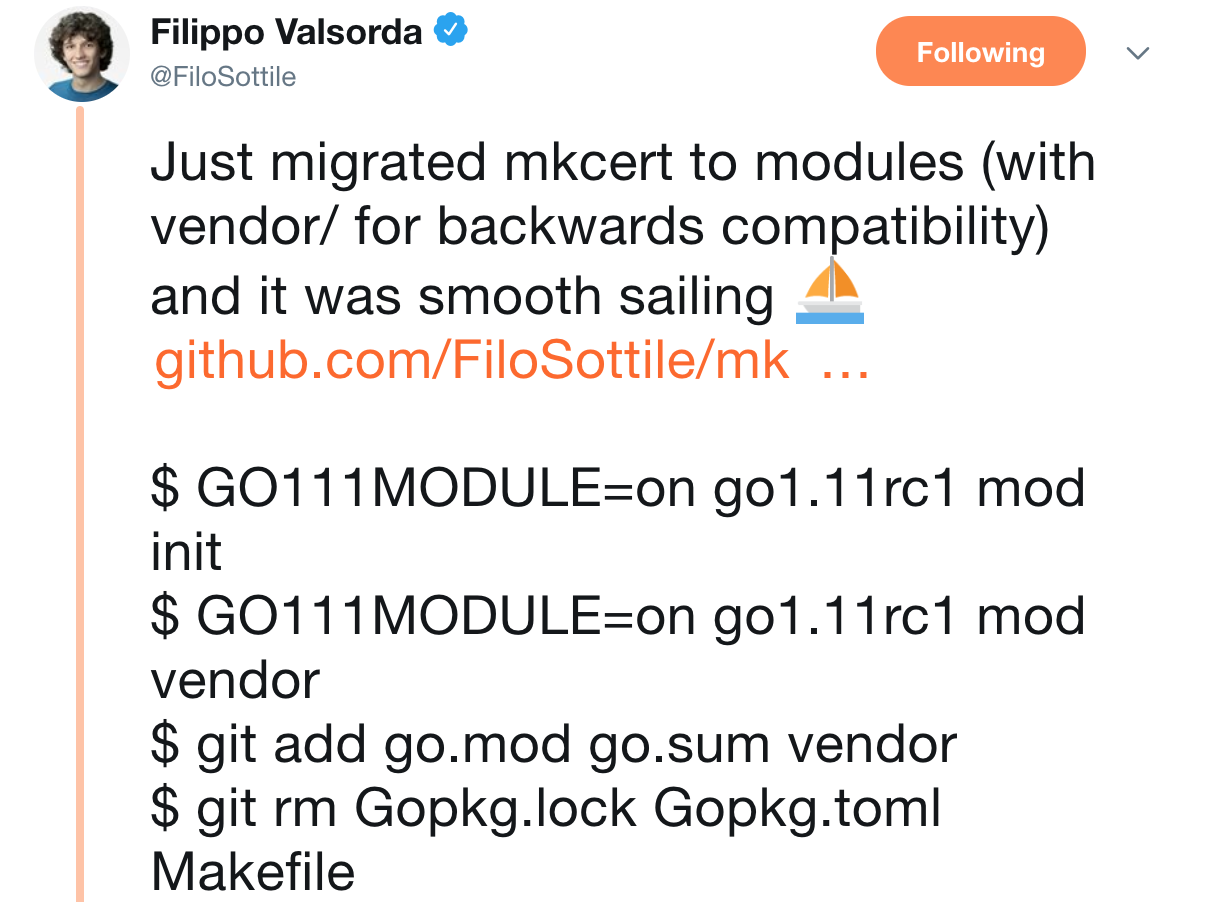 Filippo Valsorda
@FiloSottile
Following
Just migrated mkcert to modules (with
vendor/ for backwards compatibility)
and it was smooth sailing
github.com/FiloSottile/mk …
$ GO111MODULE=on go1.11rc1 mod
init
$ GO111MODULE=on go1.11rc1 mod
vendor
$ git add go.mod go.sum vendor
$ git rm Gopkg.lock Gopkg.toml
Makefile